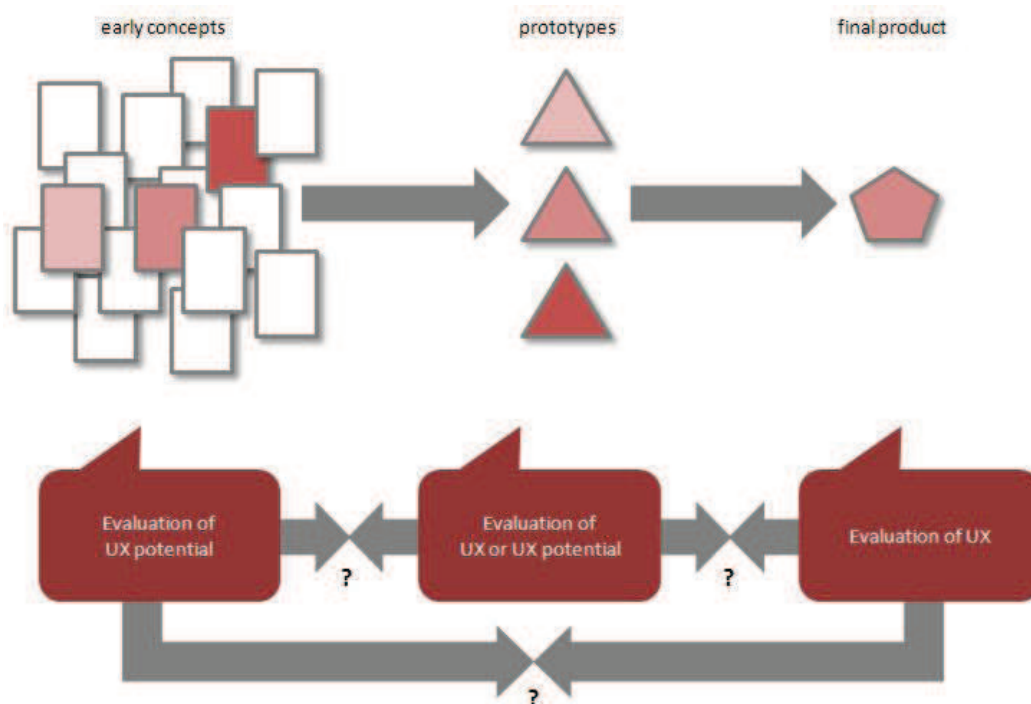 early concepts
prototypes
final product
Evaluation of
UX potential
Evaluation of
UX or UX potential
Evaluation of UX
?
?
?